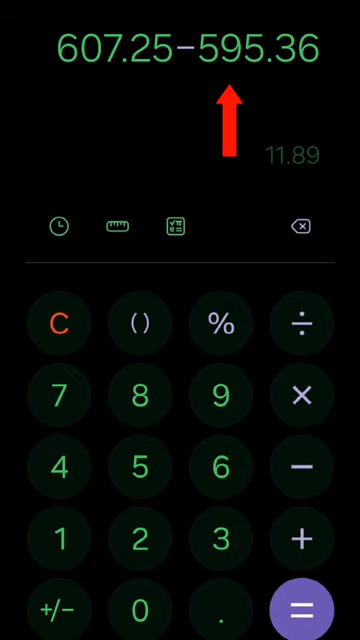 607.25−595.36
11.89
C ( ) % ÷
7 8 9 ×
4 5 6 −
1 2 3 +
+/− 0 . =